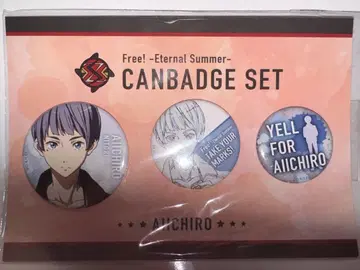 Free! -Eternal Summer-
CANBADGE SET
AIICHIRO
TAKE YOUR
MARKS!
YELL
FOR
AIICHIRO
★★★ AIICHIRO ★★★